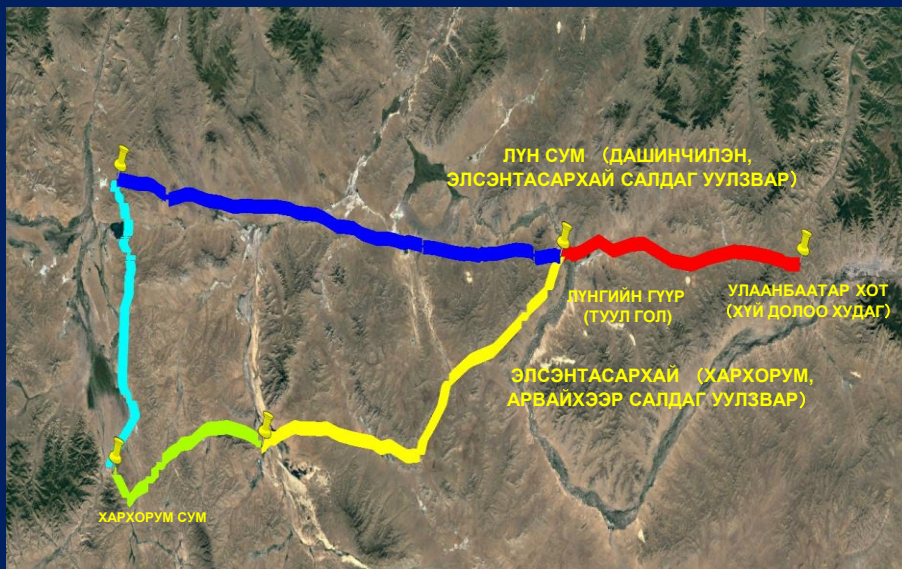 ЛҮН СУМ (ДАШИНЧИЛЭН,
ЭЛСЭНТАСАРХАЙ САЛДАГ УУЛЗВАР)
ЛҮНГИЙН ГҮҮР
(ТУУЛ ГОЛ)
УЛААНБААТАР ХОТ
(ХҮЙ ДОЛОО ХУДАГ)
ЭЛСЭНТАСАРХАЙ (ХАРХОРУМ,
АРВАЙХЭЭР САЛДАГ УУЛЗВАР)
ХАРХОРУМ СУМ